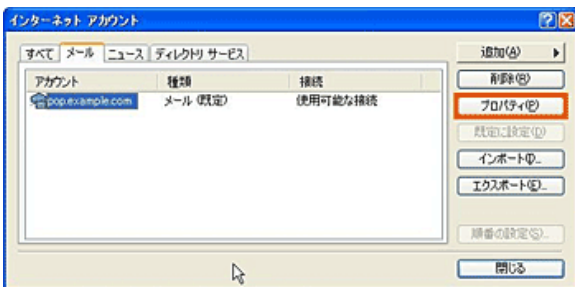 インターネット アカウント
すべて メール ニュース ディレクトリ サービス
アカウント 種類 接続
pop.example.com メール (既定) 使用可能な接続
追加(A)
削除(R)
プロパティ(P)
既定に設定(D)
インポート(I)...
エクスポート(E)...
順番の設定(S)...
閉じる